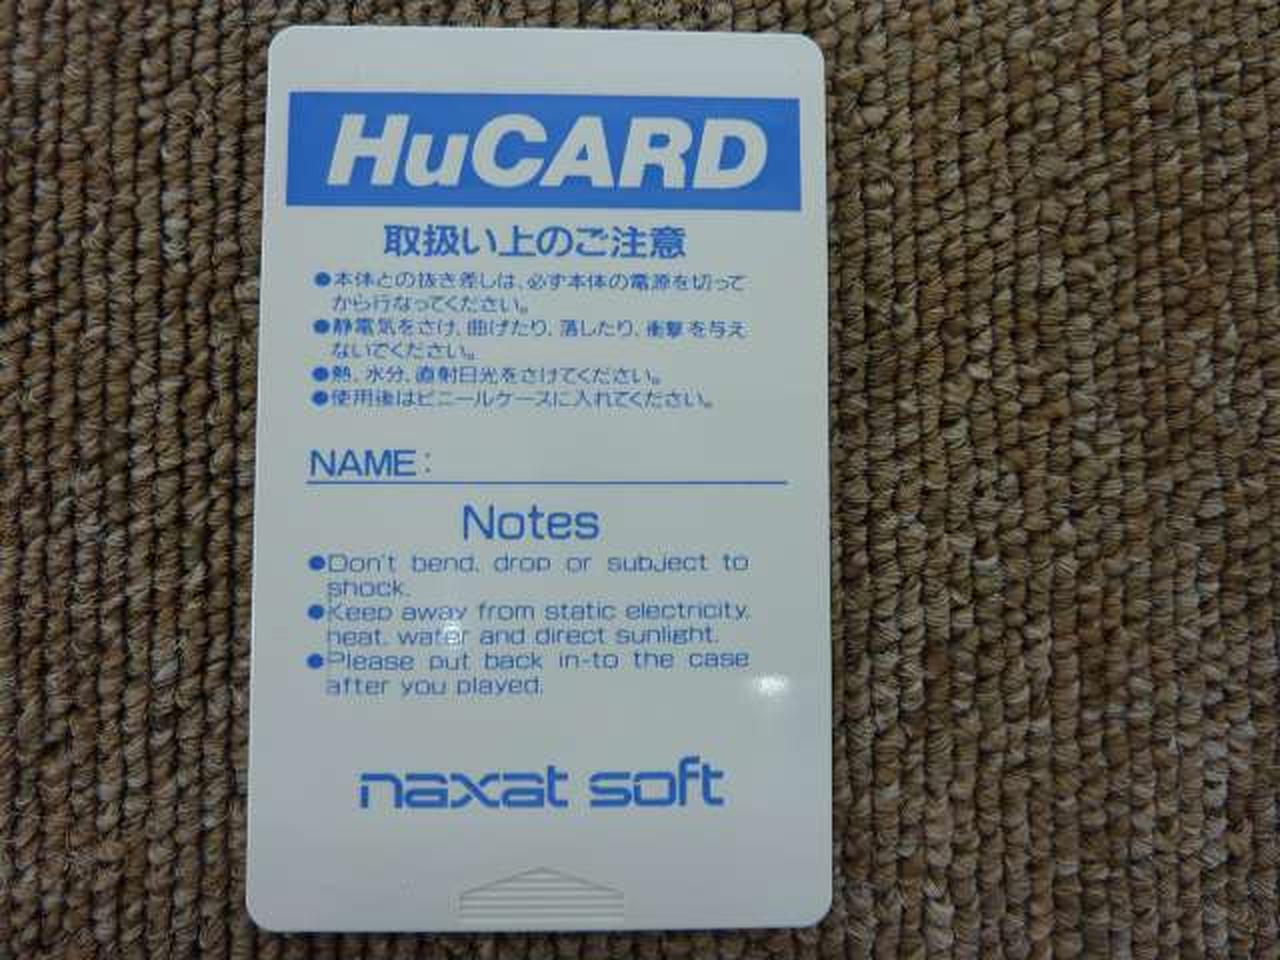 HuCARD
取扱い上のご注意
●本体との抜き差しは、必ず本体の電源を切って
から行なってください。
●静電気をさけ、曲げたり、落したり、衝撃を与え
ないでください。
●熱、水分、直射日光をさけてください。
●使用後はビニールケースに入れてください。
NAME:
Notes
●Don't bend, drop or subject to
shock.
●Keep away from static electricity,
heat, water and direct sunlight.
●Please put back in-to the case
after you played.
naxat soft